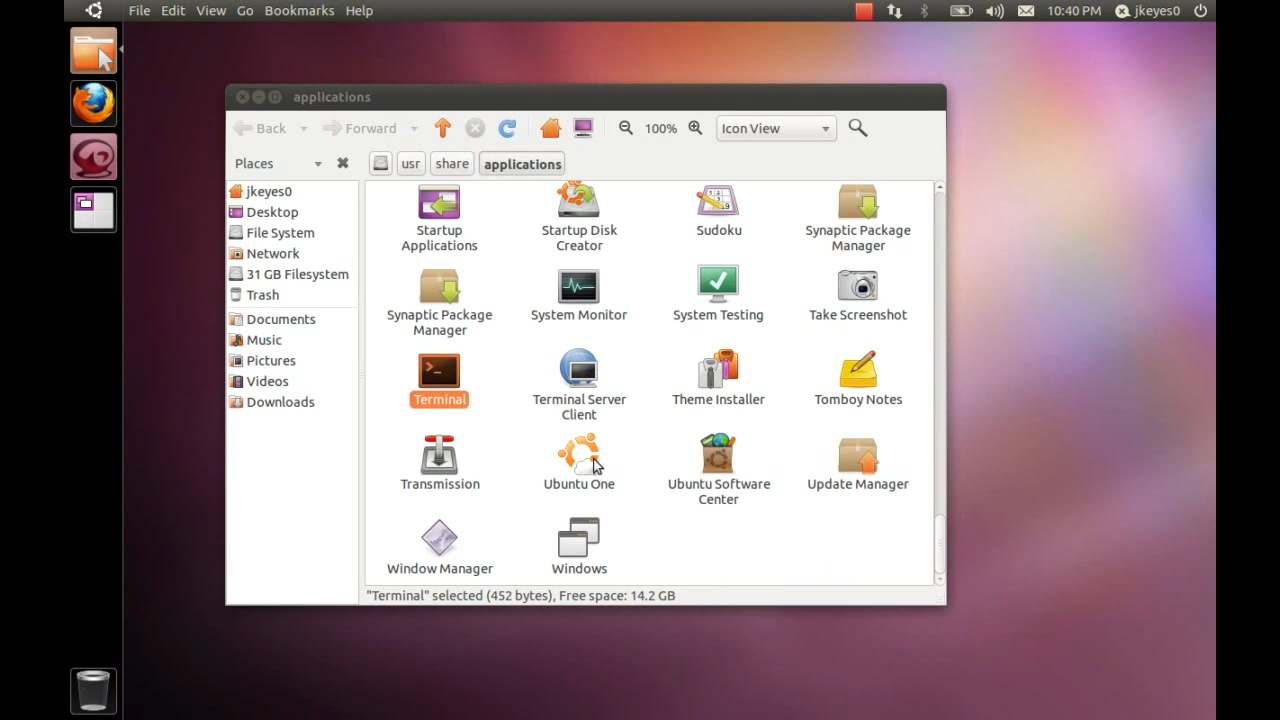 File Edit View Go Bookmarks Help 10:40 PM jkeyes0
applications
Back Forward 100% Icon View
Places usr share applications
jkeyes0
Desktop
File System
Network
31 GB Filesystem
Trash
Documents
Music
Pictures
Videos
Downloads
Startup Applications
Startup Disk Creator
Sudoku
Synaptic Package Manager
Synaptic Package Manager
System Monitor
System Testing
Take Screenshot
Terminal
Terminal Server Client
Theme Installer
Tomboy Notes
Transmission
Ubuntu One
Ubuntu Software Center
Update Manager
Window Manager
Windows
"Terminal" selected (452 bytes), Free space: 14.2 GB